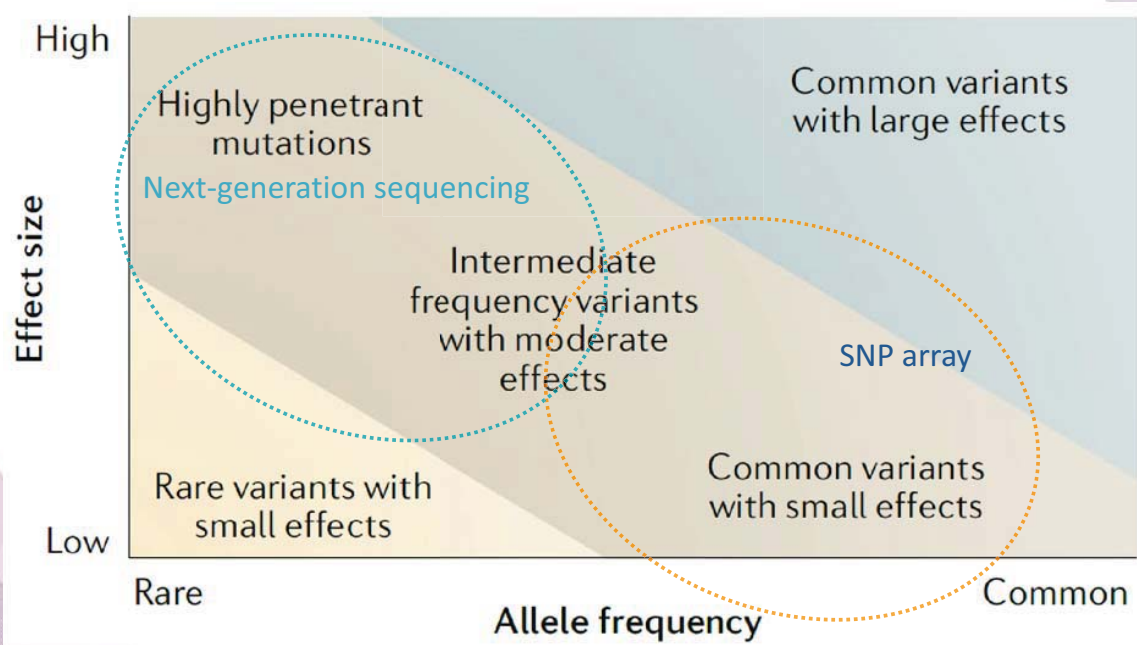 High
Highly penetrant
mutations
Next-generation sequencing
Common variants
with large effects
Effect size
Intermediate
frequency variants
with moderate
effects
SNP array
Rare variants with
small effects
Common variants
with small effects
Low
Rare
Common
Allele frequency